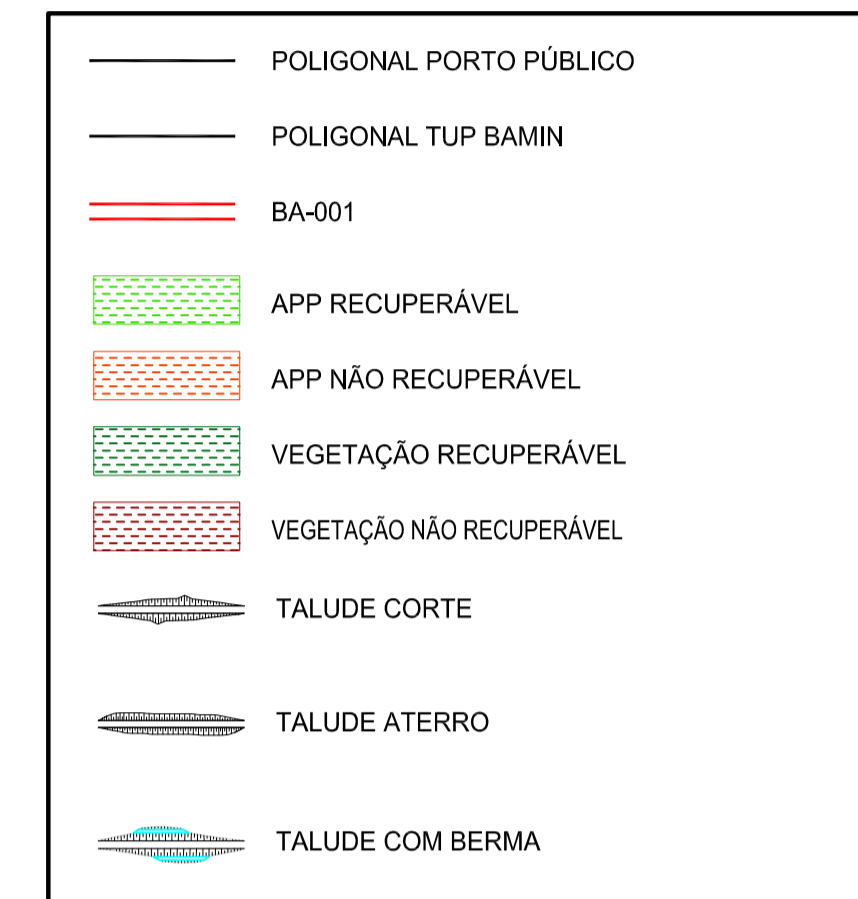 POLIGONAL PORTO PÚBLICO
POLIGONAL TUP BAMIN
BA-001
APP RECUPERÁVEL
APP NÃO RECUPERÁVEL
VEGETAÇÃO RECUPERÁVEL
VEGETAÇÃO NÃO RECUPERÁVEL
TALUDE CORTE
TALUDE ATERRO
TALUDE COM BERMA